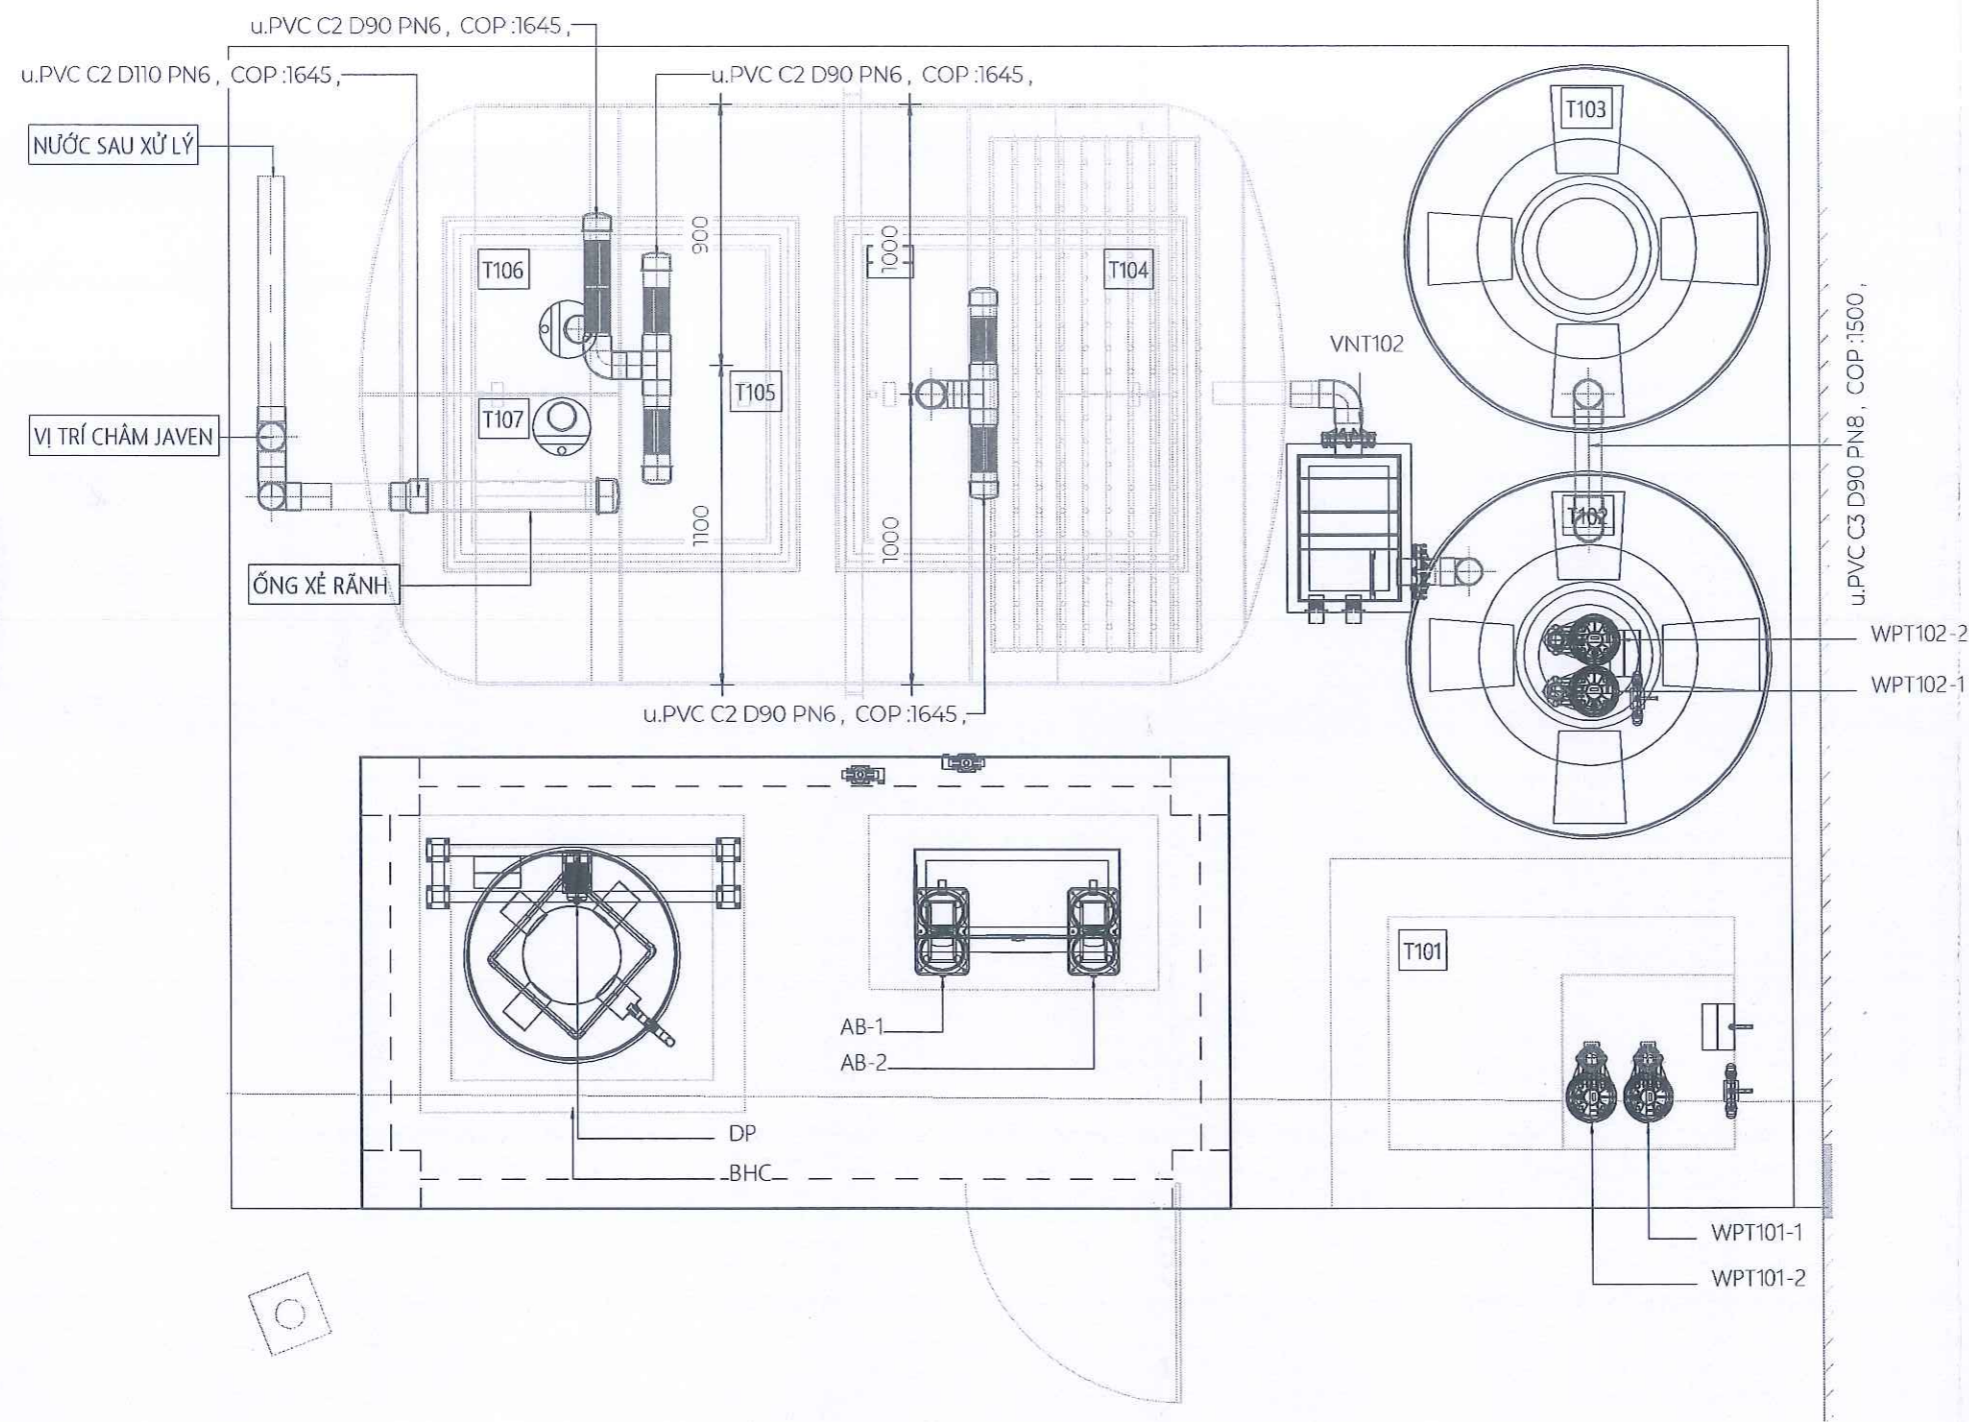 u.PVC C2 D90 PN6, COP :1645,
u.PVC C2 D110 PN6, COP :1645,
u.PVC C2 D90 PN6, COP :1645,
NƯỚC SAU XỬ LÝ
T103
900
1000
T106
T104
u.PVC C3 D90 PN8, COP :1500,
VNT102
T105
T107
VỊ TRÍ CHÂM JAVEN
T102
1100
1000
ỐNG XẺ RÃNH
WPT102-2
WPT102-1
u.PVC C2 D90 PN6, COP :1645,
T101
AB-1
AB-2
DP
BHC
WPT101-1
WPT101-2